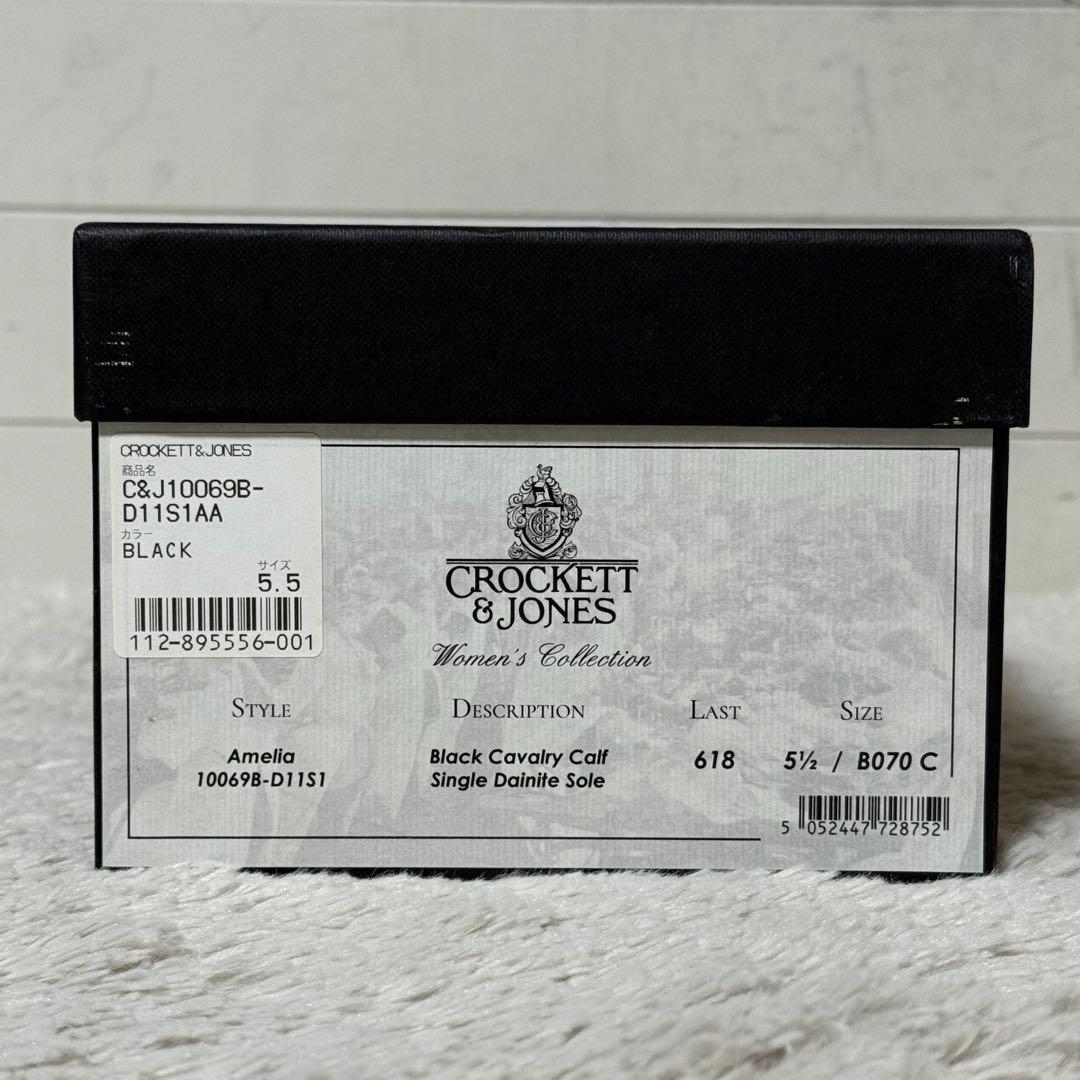 CROCKETT&JONES
商品名
C&J10069B-
D11S1AA
カラー
BLACK
サイズ
5.5
112-895556-001
CROCKETT
& JONES
Women's Collection
STYLE DESCRIPTION LAST SIZE
Amelia Black Cavalry Calf 618 5½ / B070 C
10069B-D11S1 Single Dainite Sole
5 052447 728752